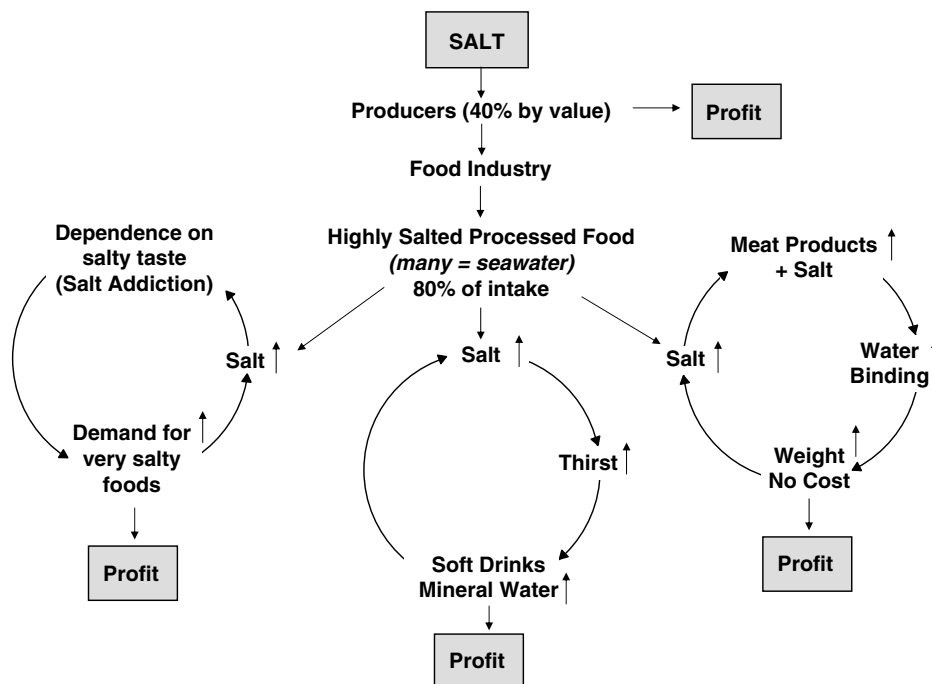 SALT
Producers (40% by value)
Profit
Food Industry
Highly Salted Processed Food
(many = seawater)
80% of intake
Dependence on
salty taste
(Salt Addiction)
Salt
Demand for
very salty
foods
Profit
Salt
Thirst
Soft Drinks
Mineral Water
Profit
Meat Products
+ Salt
Water
Binding
Salt
Weight
No Cost
Profit